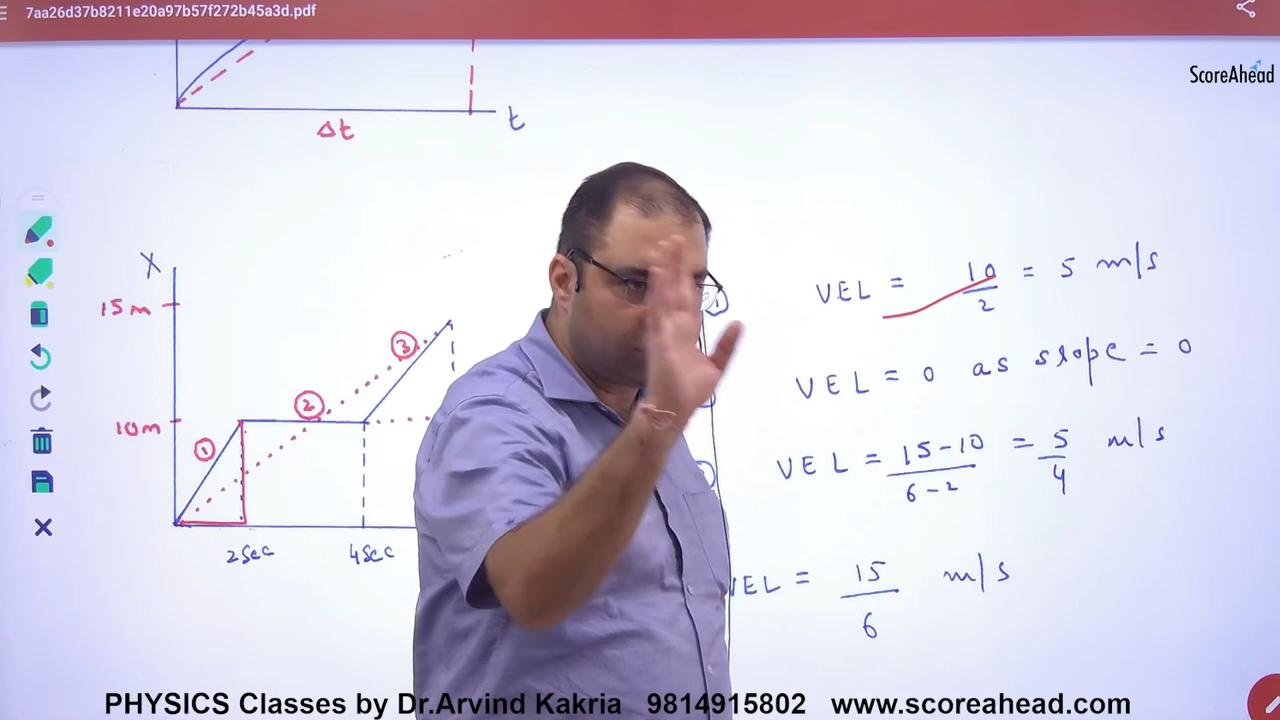 7aa26d37b8211e20a97b57f272b45a3d.pdf
ScoreAhead
Δt
t
X
15 m
10m
①
②
③
2sec
4sec
VEL = 10/2 = 5 m/s
VEL = 0 as slope = 0
VEL = 15-10/6-2 = 5/4 m/s
VEL = 15/6 m/s
PHYSICS Classes by Dr.Arvind Kakria 9814915802 www.scoreahead.com